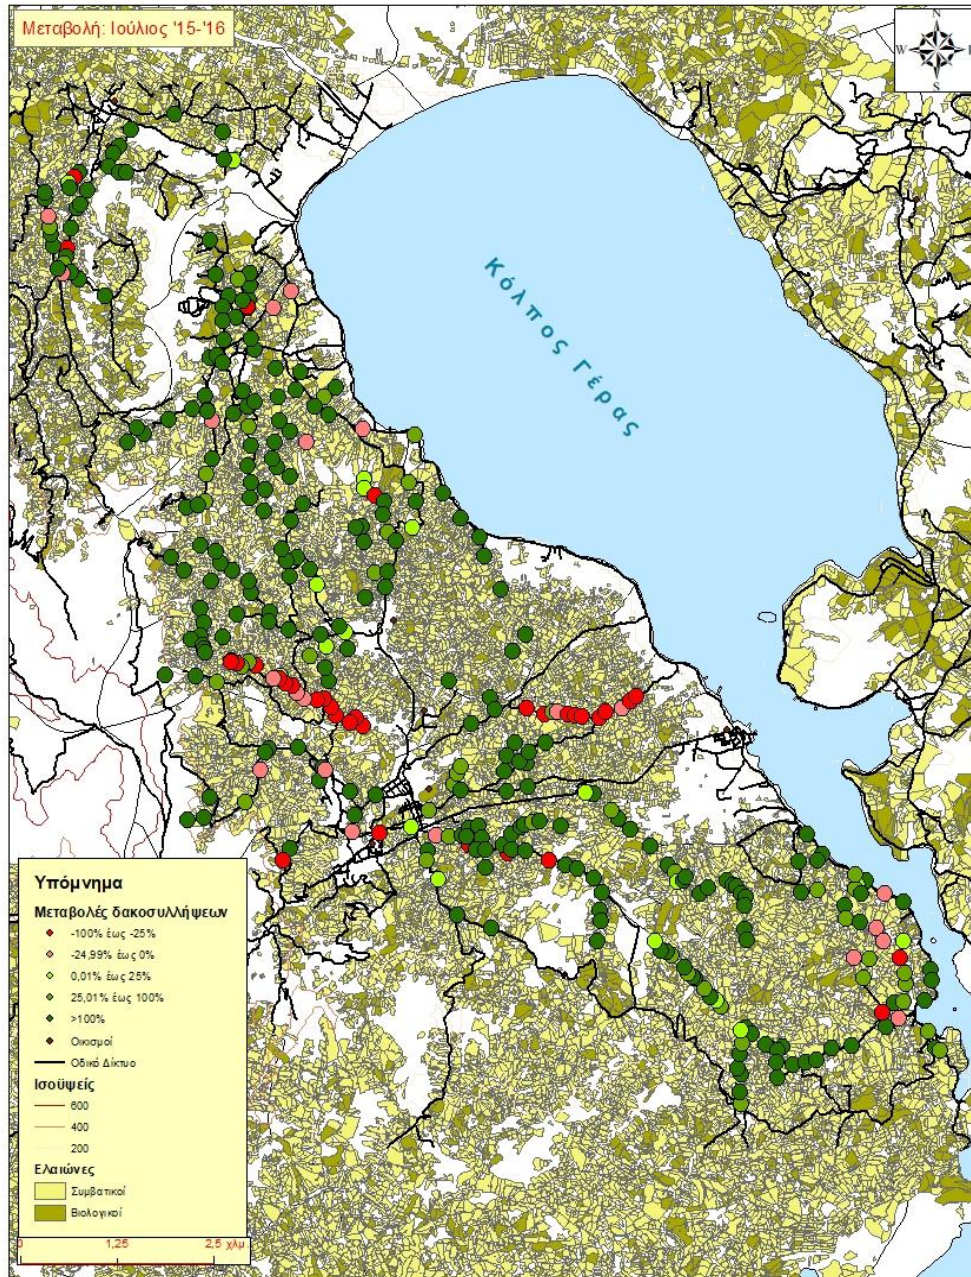 Μεταβολή: Ιούλιος '15-'16
N
W E
S
Κόλπος Γέρας
Υπόμνημα
Μεταβολές δακοσυλλήψεων
-100% έως -25%
-24,99% έως 0%
0,01% έως 25%
25,01% έως 100%
>100%
Οικισμοί
Οδικό Δίκτυο
Ισοϋψείς
600
400
200
Ελαιώνες
Συμβατικοί
Βιολογικοί
0 1,25 2,5 χλμ